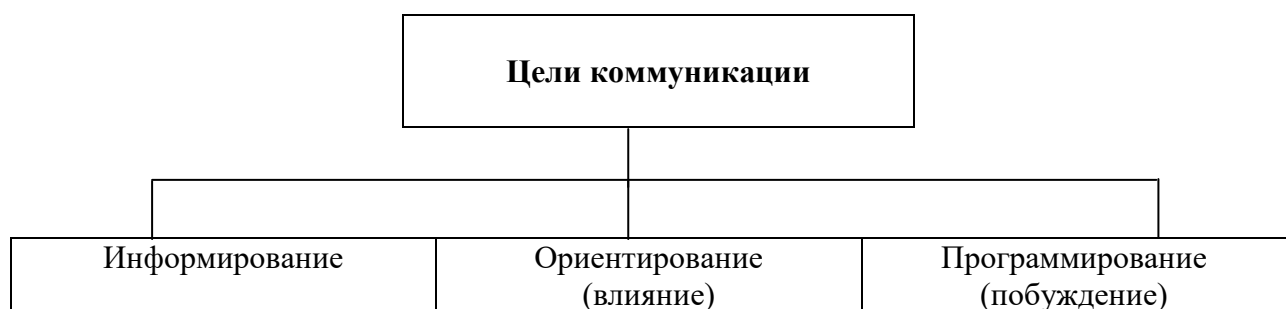 Цели коммуникации
Информирование
Ориентирование
(влияние)
Программирование
(побуждение)